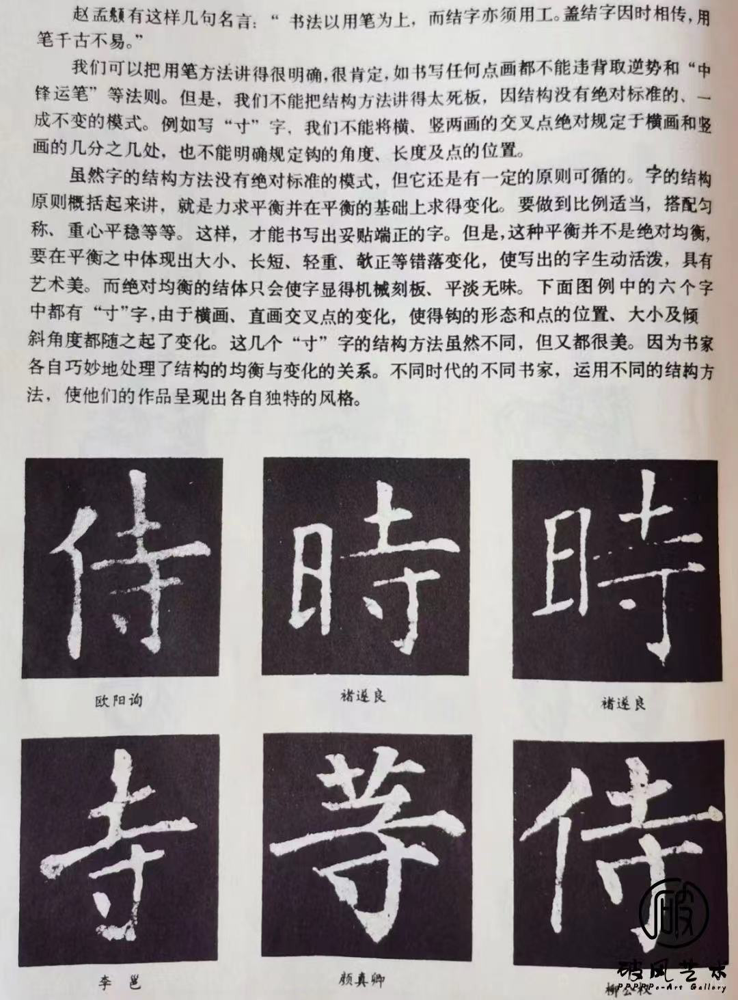 赵孟頫有这样几句名言：“书法以用笔为上，而结字亦须用工。盖结字因时相传，用
笔千古不易。”
我们可以把用笔方法讲得很明确，很肯定，如书写任何点画都不能违背取逆势和“中
锋运笔”等法则。但是，我们不能把结构方法讲得太死板，因结构没有绝对标准的、一
成不变的模式。例如写“寸”字，我们不能将横、竖两画的交叉点绝对规定于横画和竖
画的几分之几处，也不能明确规定钩的角度、长度及点的位置。
虽然字的结构方法没有绝对标准的模式，但它还是有一定的原则可循的。字的结构
原则概括起来讲，就是力求平衡并在平衡的基础上求得变化。要做到比例适当，搭配匀
称、重心平稳等等。这样，才能书写出妥贴端正的字。但是，这种平衡并不是绝对均衡，
要在平衡之中体现出大小、长短、轻重、欹正等错落变化，使写出的字生动活泼，具有
艺术美。而绝对均衡的结体只会使字显得机械刻板、平淡无味。下面图例中的六个字
中都有“寸”字，由于横画、直画交叉点的变化，使得钩的形态和点的位置、大小及倾
斜角度都随之起了变化。这几个“寸”字的结构方法虽然不同，但又都很美。因为书家
各自巧妙地处理了结构的均衡与变化的关系。不同时代的不同书家，运用不同的结构方
法，使他们的作品呈现出各自独特的风格。
侍
時
時
欧阳询
褚遂良
褚遂良
寺
等
侍
李邕
颜真卿
柳公权
破
破风艺术
PPPPPPo-Art Gallery